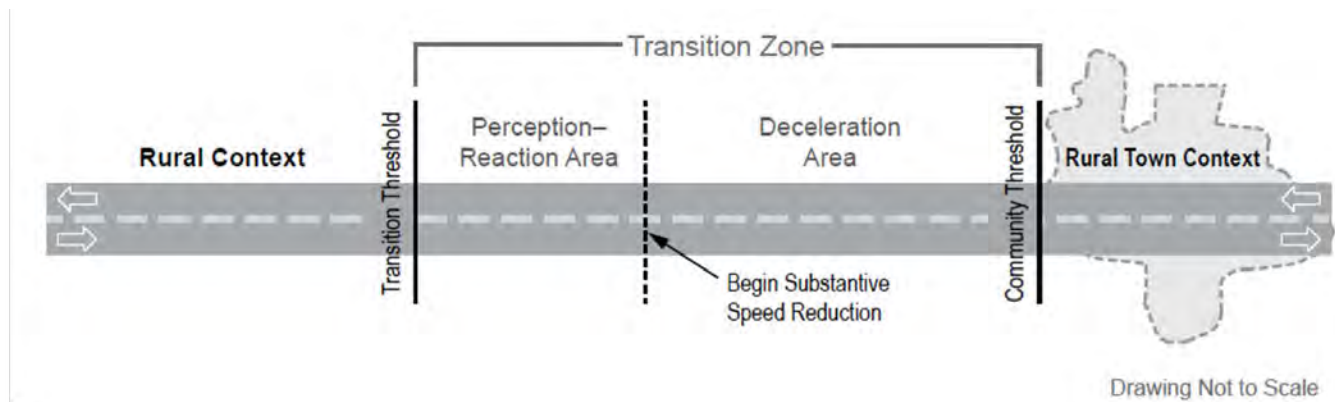 Transition Zone
Rural Context
Transition Threshold
Perception–
Reaction Area
Deceleration
Area
Community Threshold
Rural Town Context
Begin Substantive
Speed Reduction
Drawing Not to Scale